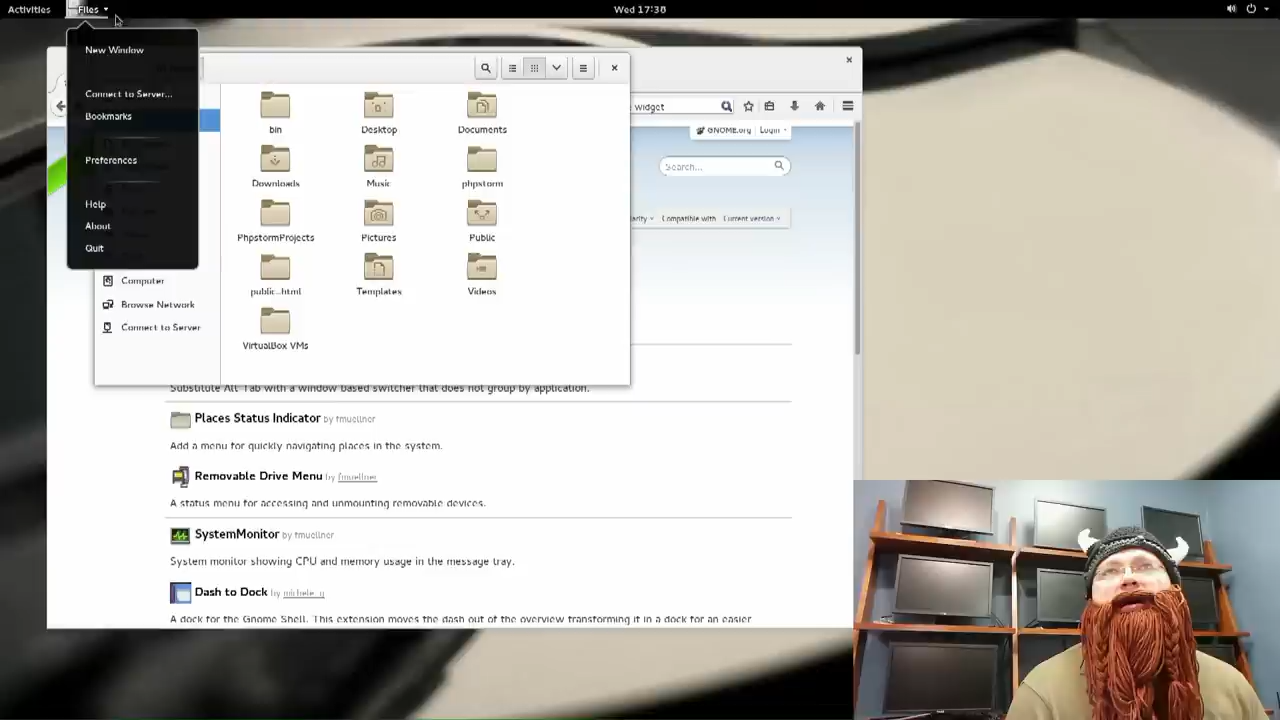 Activities Files Wed 17:38
New Window
Connect to Server...
Bookmarks
Preferences
Help
About
Quit
Computer
Browse Network
Connect to Server
bin Desktop Documents
Downloads Music phpstorm
PhpstormProjects Pictures Public
public_html Templates Videos
VirtualBox VMs
widget
GNOME.org Login
Search...
Compatible with Current version
Substitute Alt-Tab with a window based switcher that does not group by application.
Places Status Indicator by fmuellner
Add a menu for quickly navigating places in the system.
Removable Drive Menu by fmuellner
A status menu for accessing and unmounting removable devices.
SystemMonitor by fmuellner
System monitor showing CPU and memory usage in the message tray.
Dash to Dock by michele_g
A dock for the Gnome Shell. This extension moves the dash out of the overview transforming it in a dock for an easier